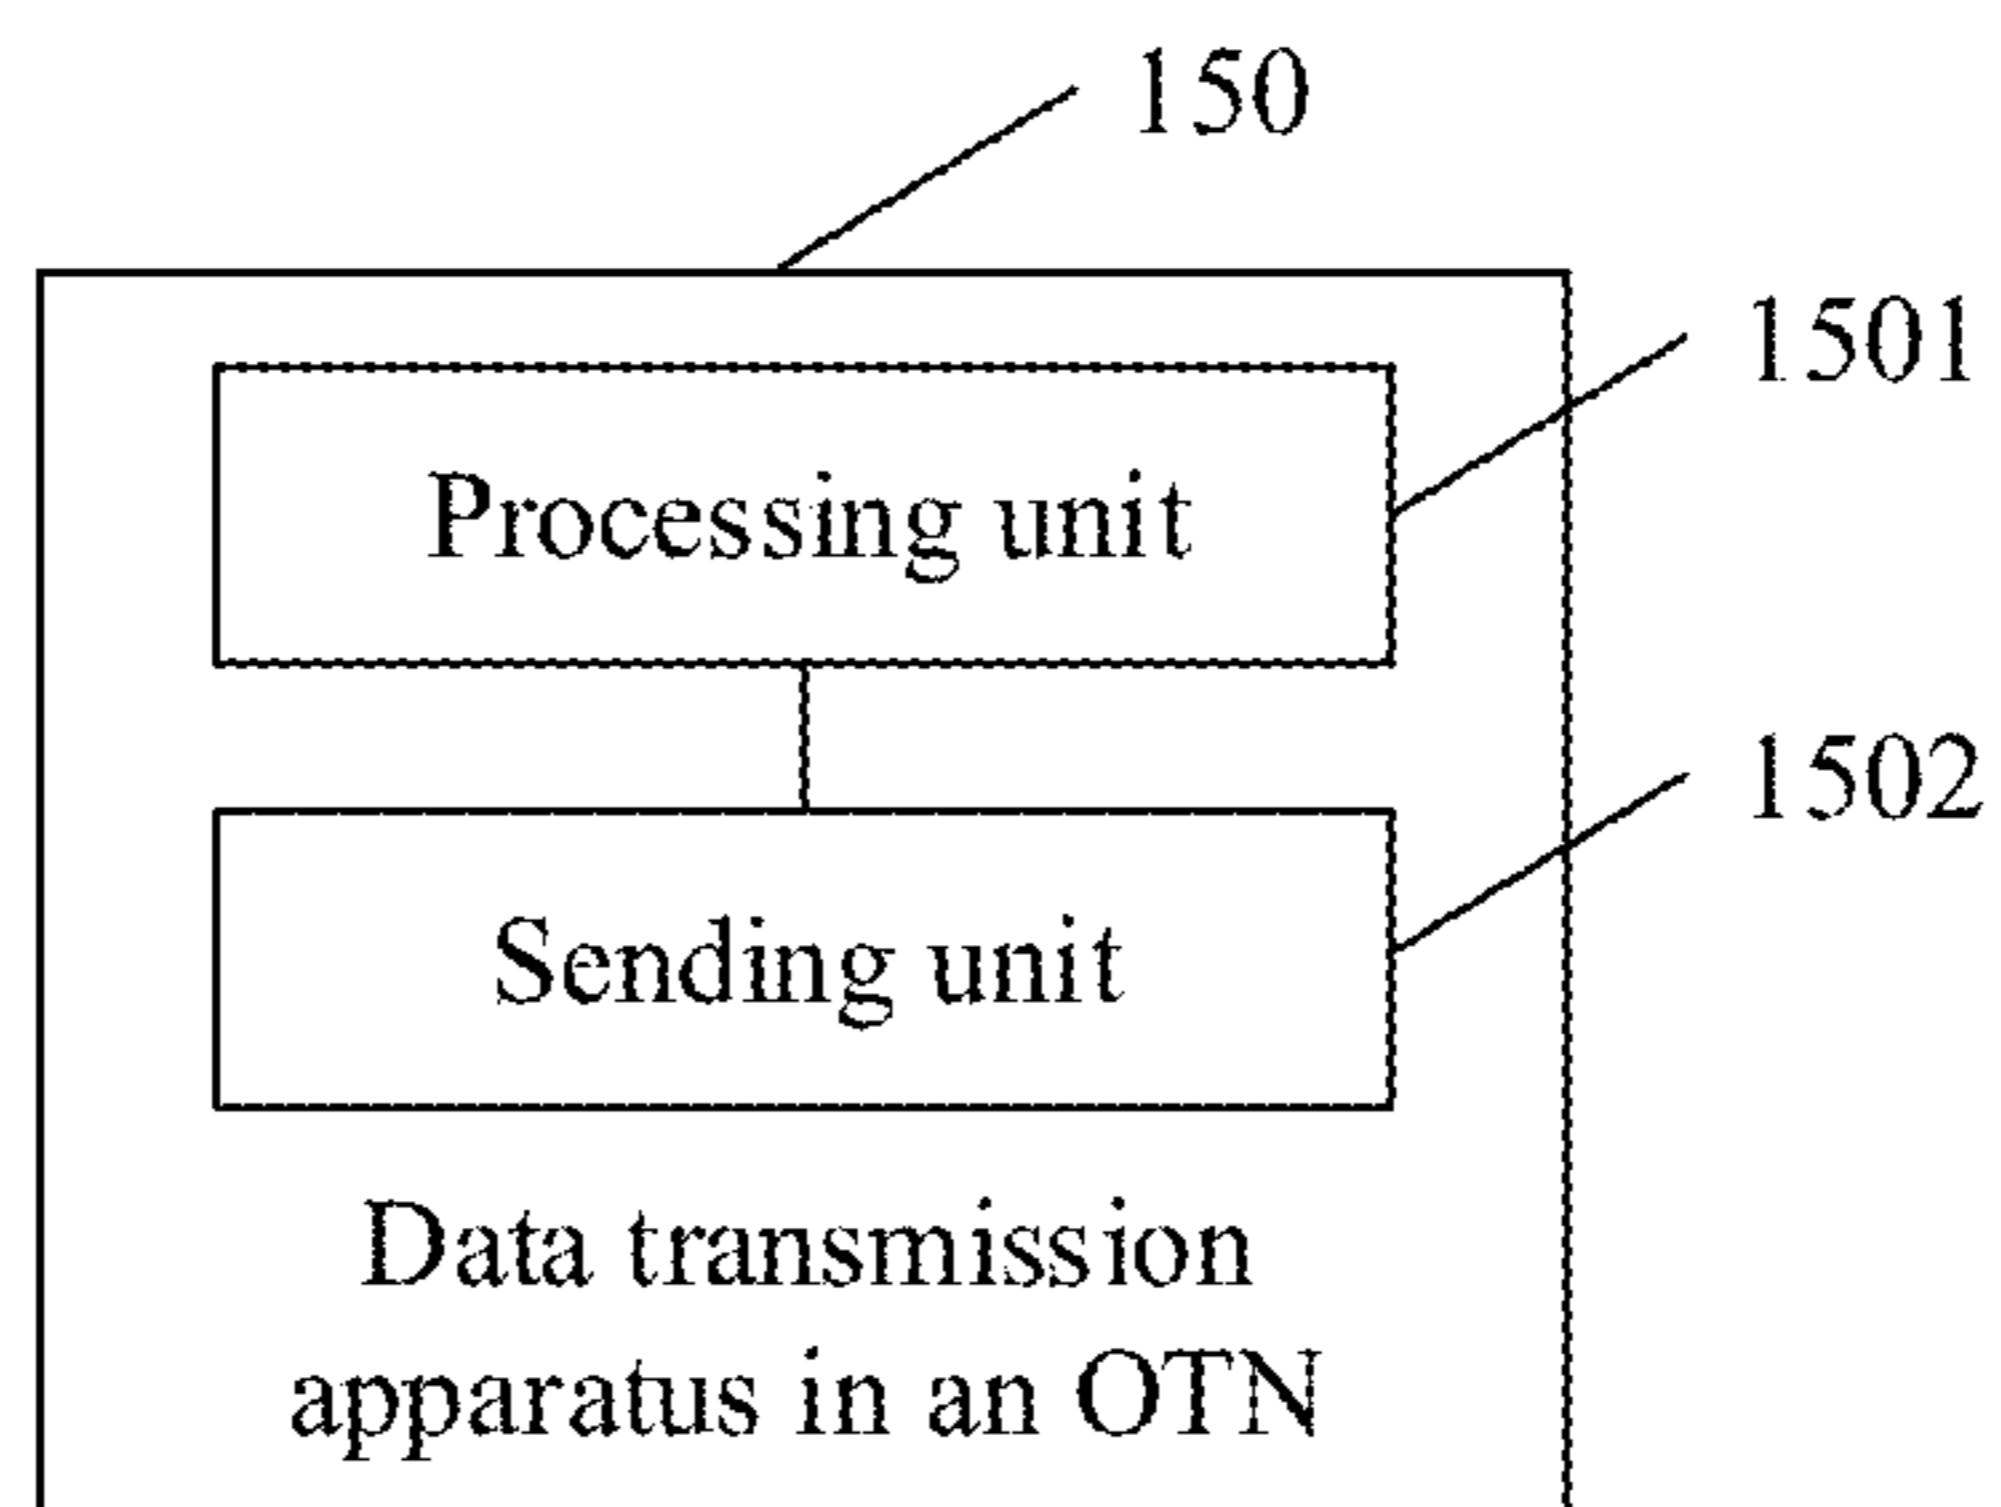 150
1501
Processing unit
1502
Sending unit
Data transmission
apparatus in an OTN